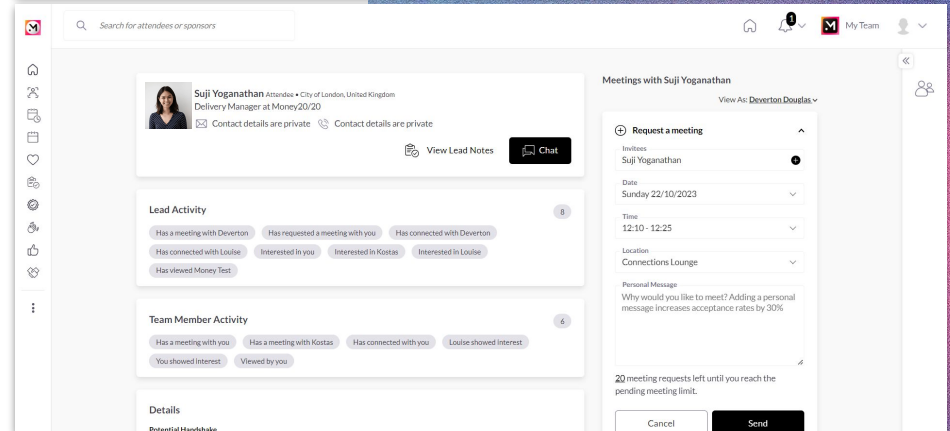 Search for attendees or sponsors
1
My Team
Suji Yoganathan Attendee • City of London, United Kingdom
Delivery Manager at Money20/20
Contact details are private Contact details are private
View Lead Notes Chat
Lead Activity 8
Has a meeting with Deverton Has requested a meeting with you Has connected with Deverton
Has connected with Louise Interested in you Interested in Kostas Interested in Louise
Has viewed Money Test
Team Member Activity 6
Has a meeting with you Has a meeting with Kostas Has connected with you Louise showed Interest
You showed Interest Viewed by you
Details
Potential Handshake
Meetings with Suji Yoganathan
View As: Deverton Douglas
Request a meeting
Invitees
Suji Yoganathan
Date
Sunday 22/10/2023
Time
12:10 - 12:25
Location
Connections Lounge
Personal Message
Why would you like to meet? Adding a personal
message increases acceptance rates by 30%
20 meeting requests left until you reach the
pending meeting limit.
Cancel Send